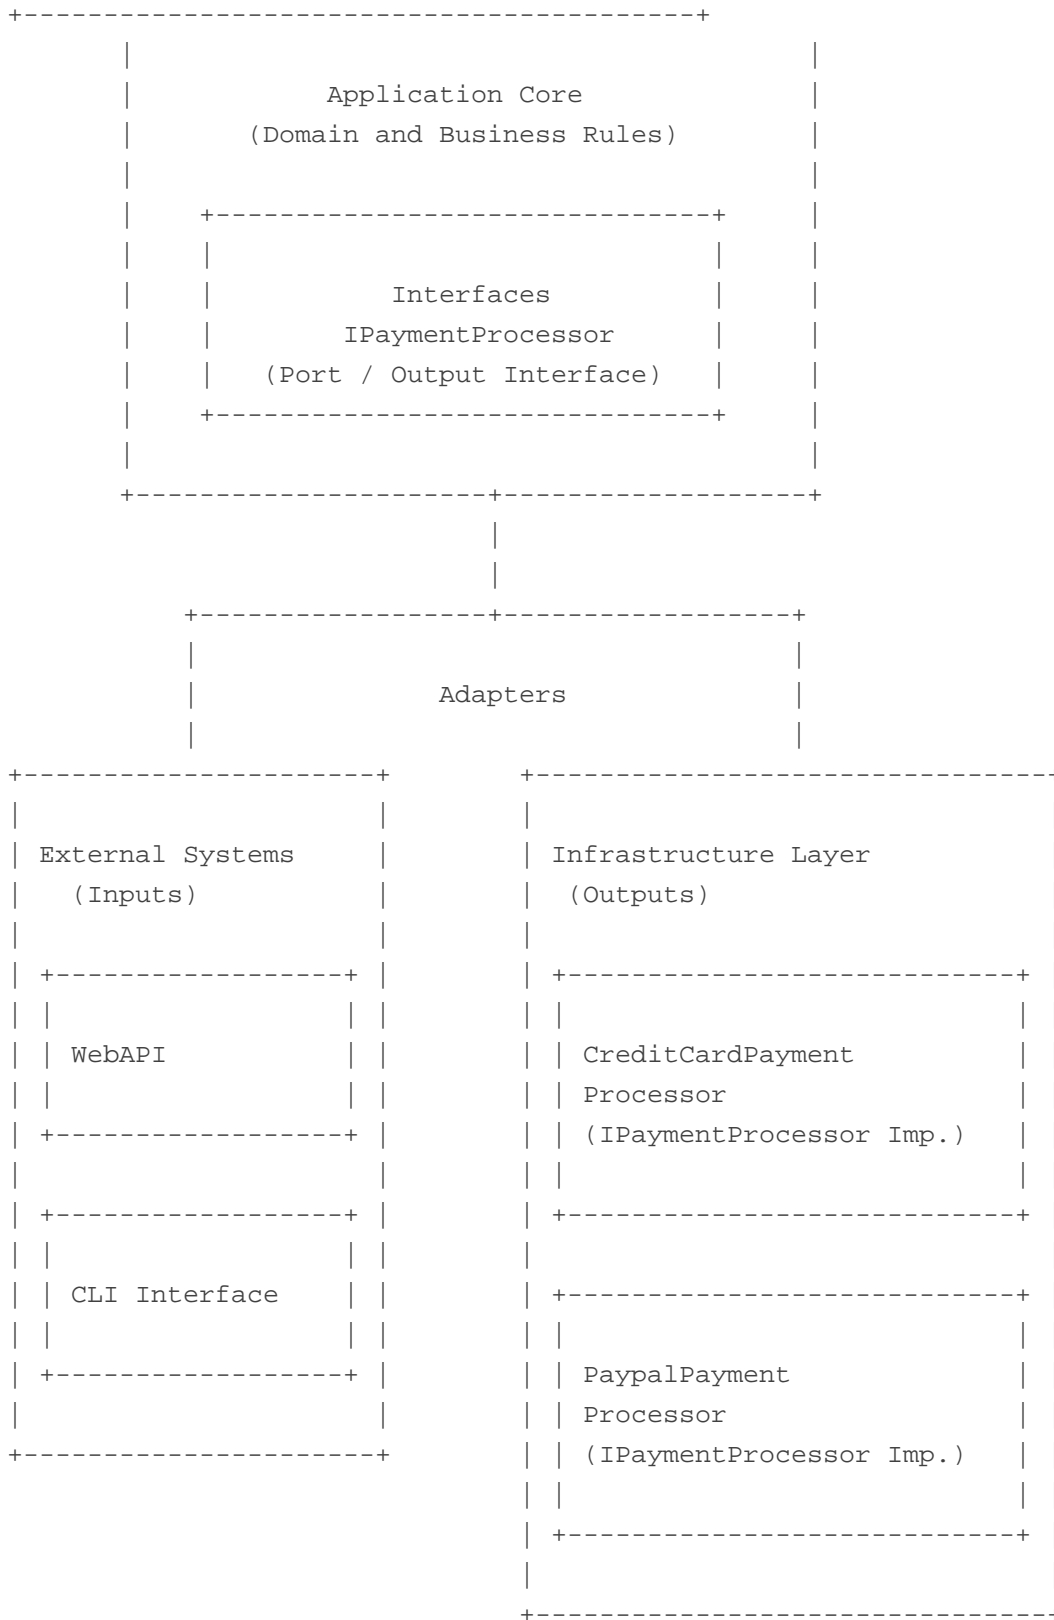 Application Core
(Domain and Business Rules)
Interfaces
IPaymentProcessor
(Port / Output Interface)
Adapters
External Systems
(Inputs)
WebAPI
CLI Interface
Infrastructure Layer
(Outputs)
CreditCardPayment
Processor
(IPaymentProcessor Imp.)
PaypalPayment
Processor
(IPaymentProcessor Imp.)